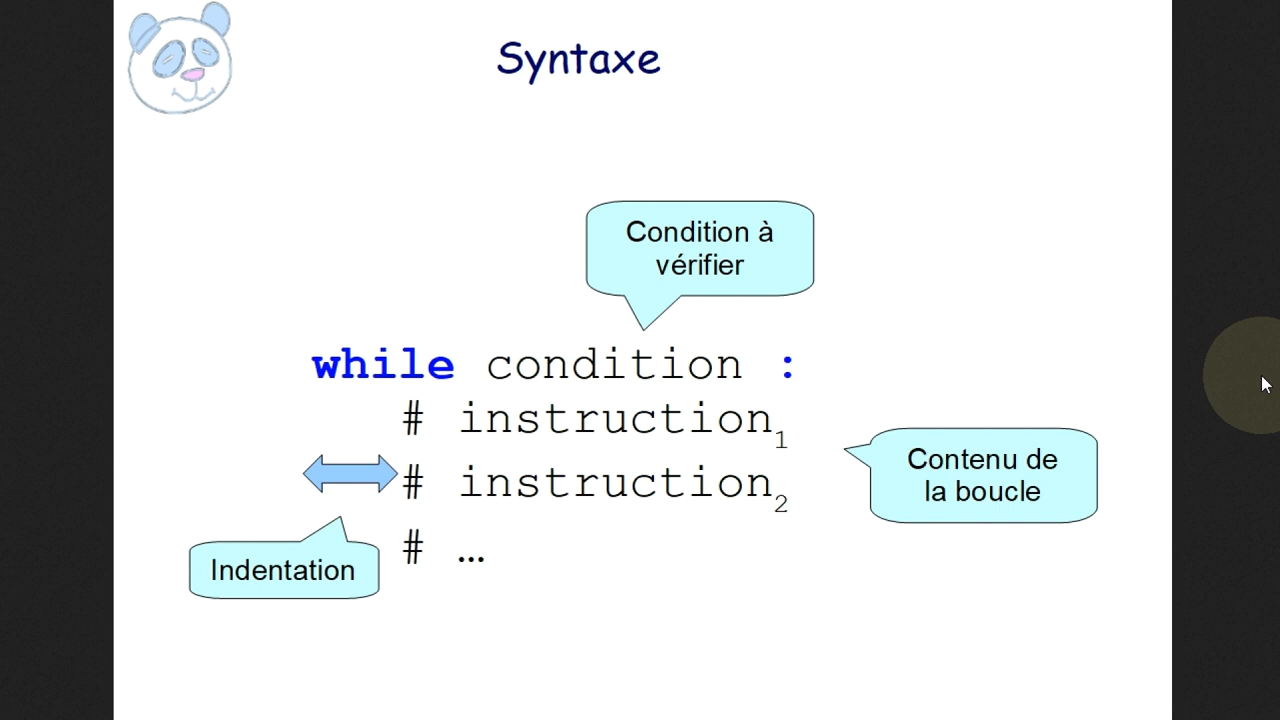 Syntaxe
Condition à
vérifier
while condition :
# instruction₁
# instruction₂
# …
Contenu de
la boucle
Indentation